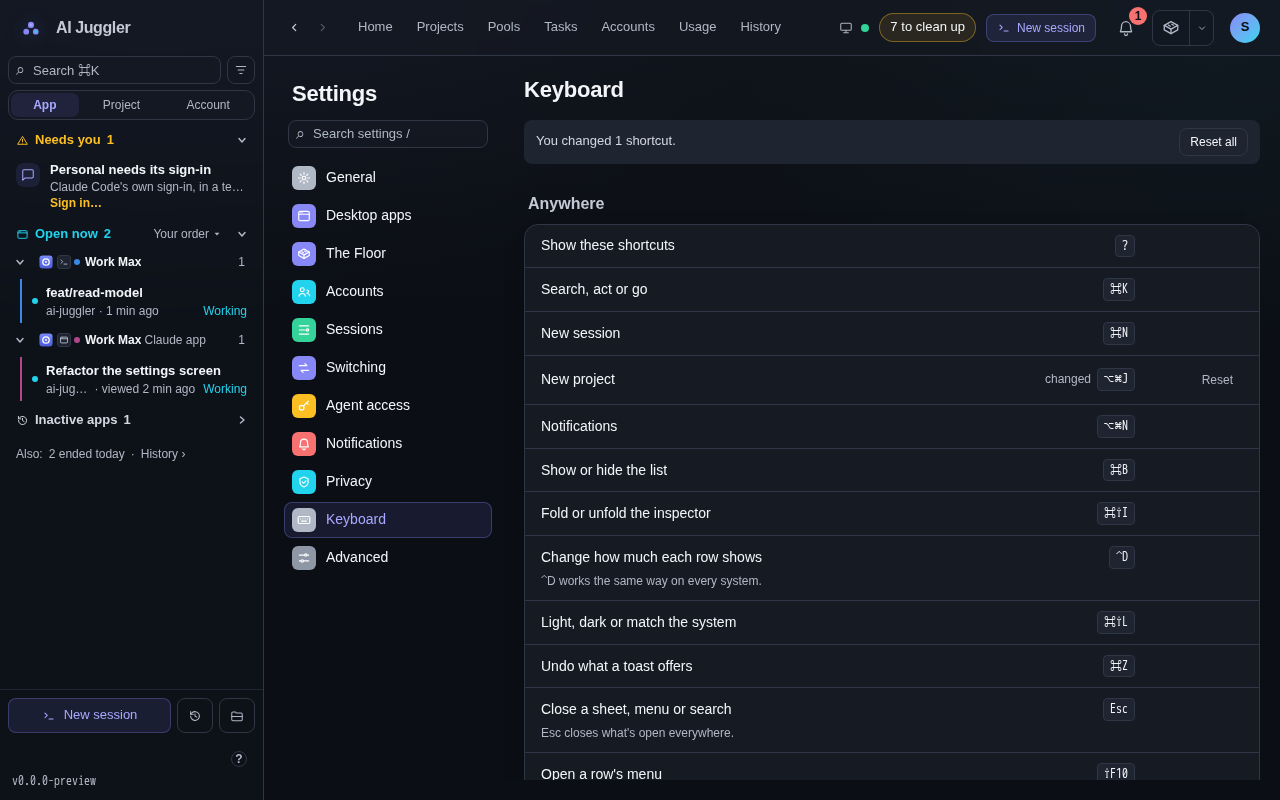 AI Juggler
Search ⌘K
App
Project
Account
Needs you 1
Personal needs its sign-in
Claude Code's own sign-in, in a te…
Sign in…
Open now 2
Your order
Work Max
1
feat/read-model
ai-juggler · 1 min ago
Working
Work Max Claude app
1
Refactor the settings screen
ai-jug… · viewed 2 min ago
Working
Inactive apps 1
Also: 2 ended today · History ›
New session
?
v0.0.0-preview
Home
Projects
Pools
Tasks
Accounts
Usage
History
7 to clean up
New session
1
S
Settings
Search settings /
General
Desktop apps
The Floor
Accounts
Sessions
Switching
Agent access
Notifications
Privacy
Keyboard
Advanced
Keyboard
You changed 1 shortcut.
Reset all
Anywhere
Show these shortcuts
?
Search, act or go
⌘K
New session
⌘N
New project
changed
⌥⌘J
Reset
Notifications
⌥⌘N
Show or hide the list
⌘B
Fold or unfold the inspector
⌘⇧I
Change how much each row shows
^D
^D works the same way on every system.
Light, dark or match the system
⌘⇧L
Undo what a toast offers
⌘Z
Close a sheet, menu or search
Esc
Esc closes what's open everywhere.
Open a row's menu
⇧F10